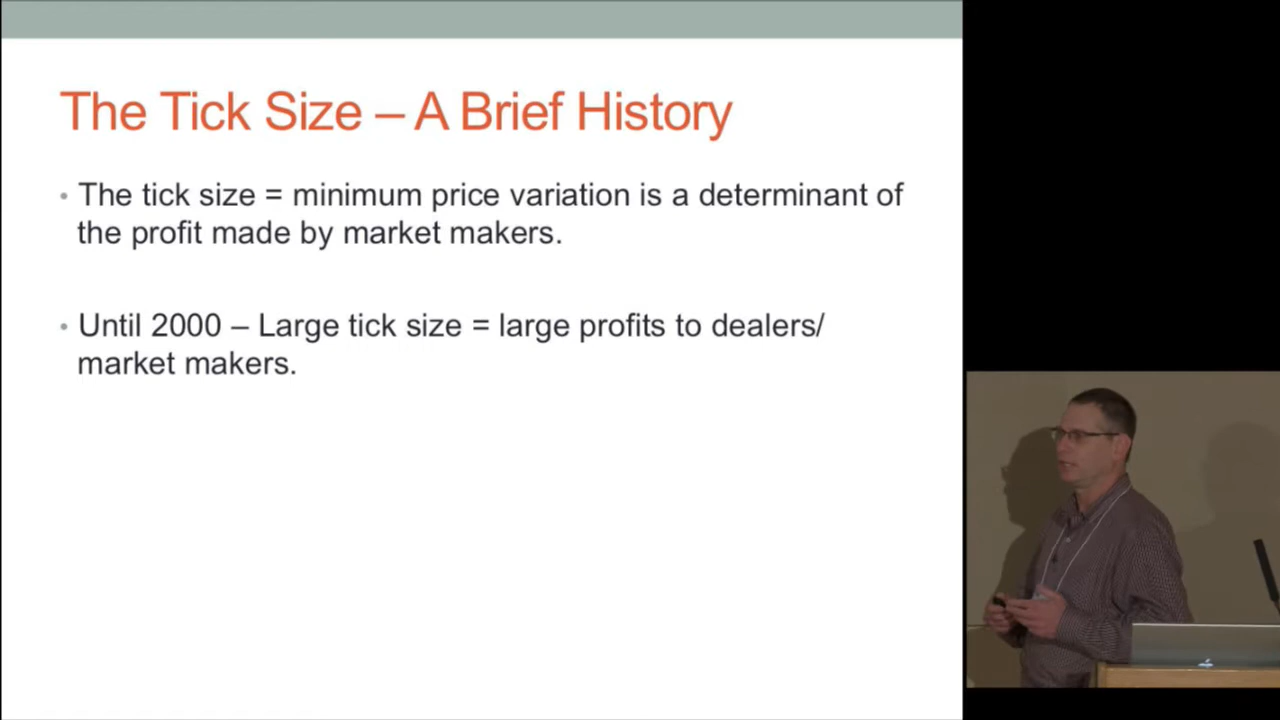 The Tick Size – A Brief History
• The tick size = minimum price variation is a determinant of
the profit made by market makers.
• Until 2000 – Large tick size = large profits to dealers/
market makers.